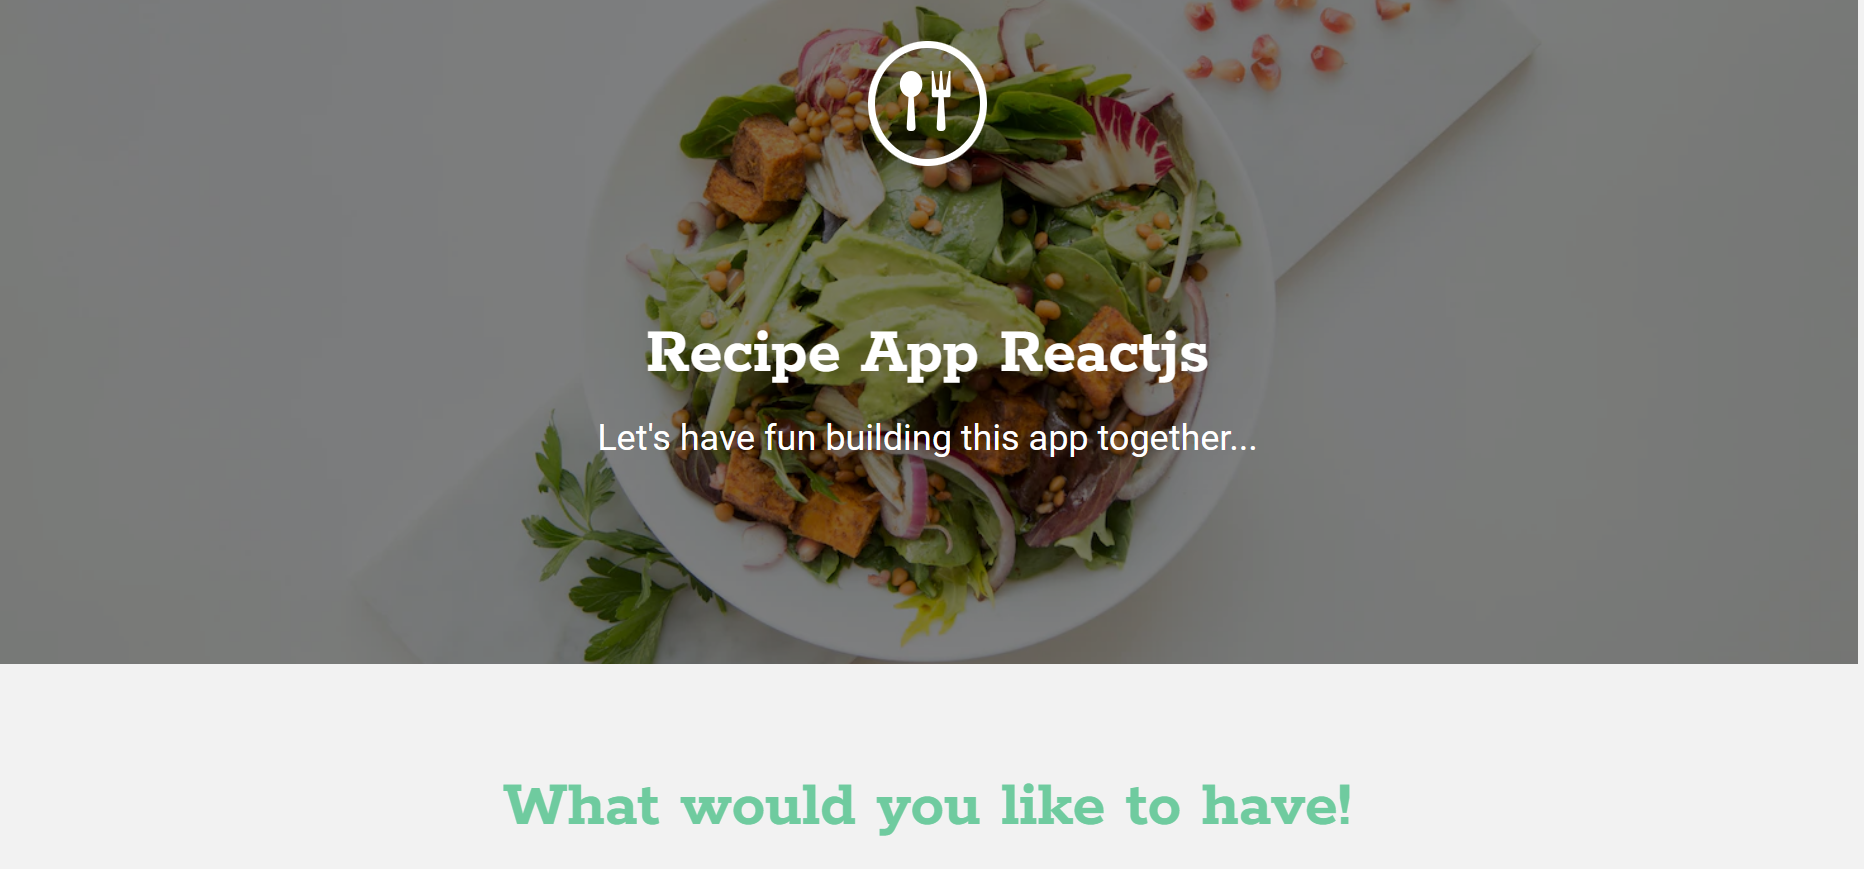 Recipe App Reactjs
Let's have fun building this app together...
What would you like to have!